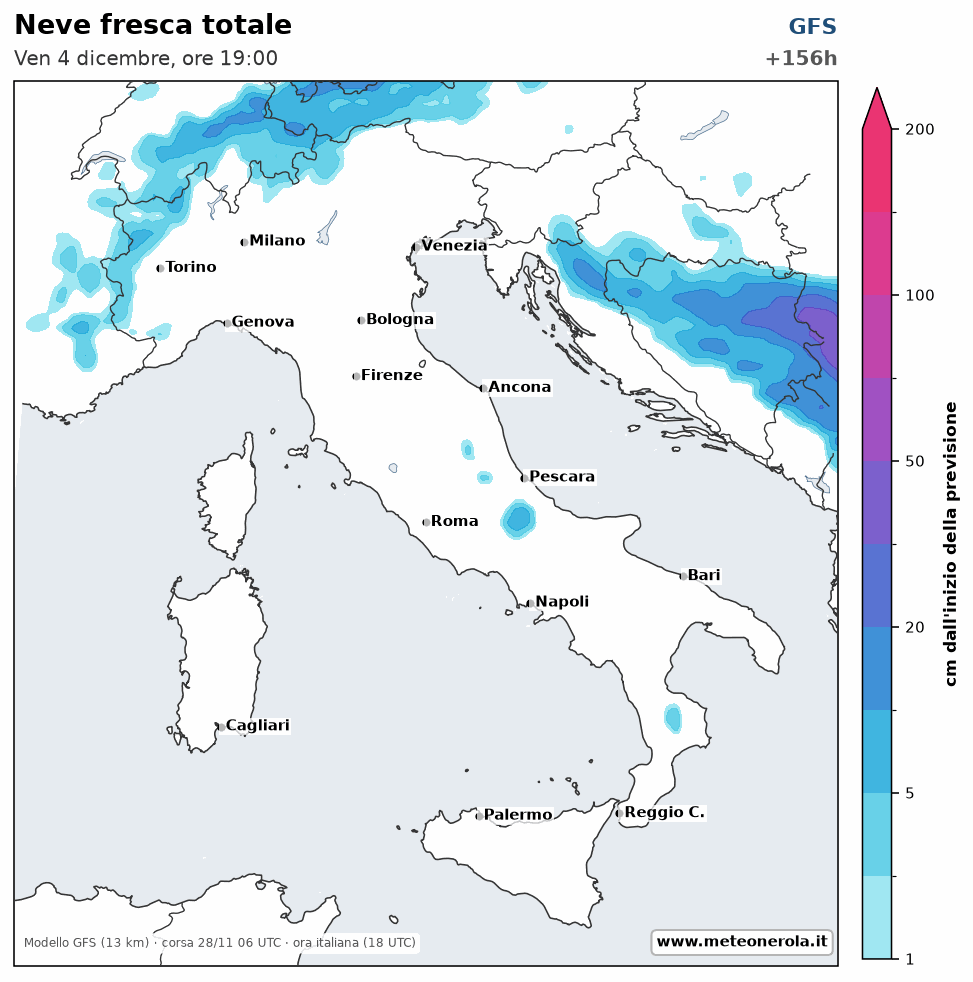 Neve fresca totale
GFS
Ven 4 dicembre, ore 19:00
+156h
200
100
50
20
5
1
cm dall'inizio della previsione
Milano
Venezia
Torino
Bologna
Genova
Firenze
Ancona
Pescara
Roma
Bari
Napoli
Cagliari
Palermo
Reggio C.
Modello GFS (13 km) · corsa 28/11 06 UTC · ora italiana (18 UTC)
www.meteonerola.it